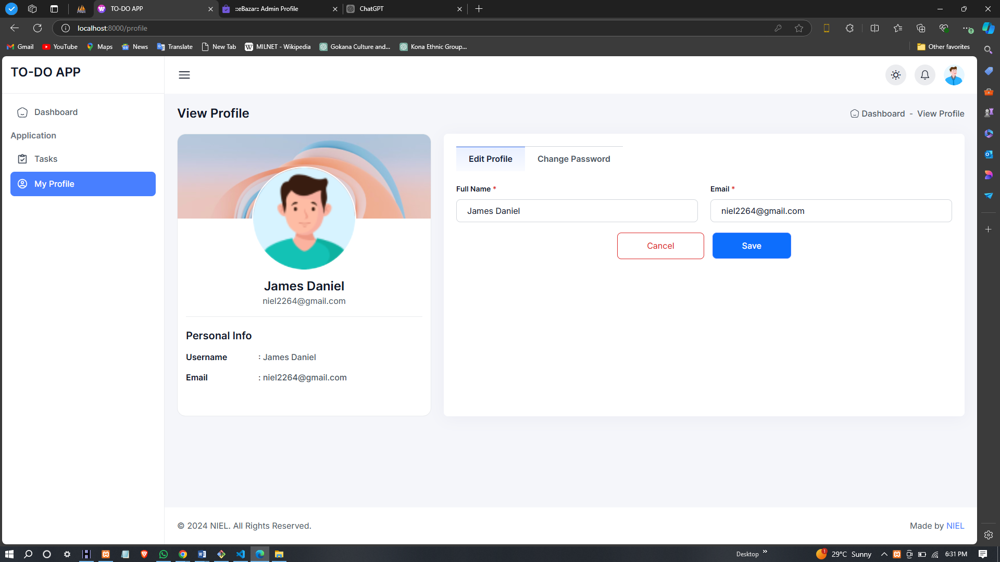 TO-DO APP
::eBazar:: Admin Profile
ChatGPT
localhost:8000/profile
Gmail
YouTube
Maps
News
Translate
New Tab
MILNET - Wikipedia
Gokana Culture and...
Kona Ethnic Group...
Other favorites
TO-DO APP
Dashboard
Application
Tasks
My Profile
View Profile
Dashboard - View Profile
James Daniel
niel2264@gmail.com
Personal Info
Username : James Daniel
Email : niel2264@gmail.com
Edit Profile
Change Password
Full Name *
Email *
James Daniel
niel2264@gmail.com
Cancel
Save
© 2024 NIEL. All Rights Reserved.
Made by NIEL
Desktop
29°C Sunny
6:31 PM